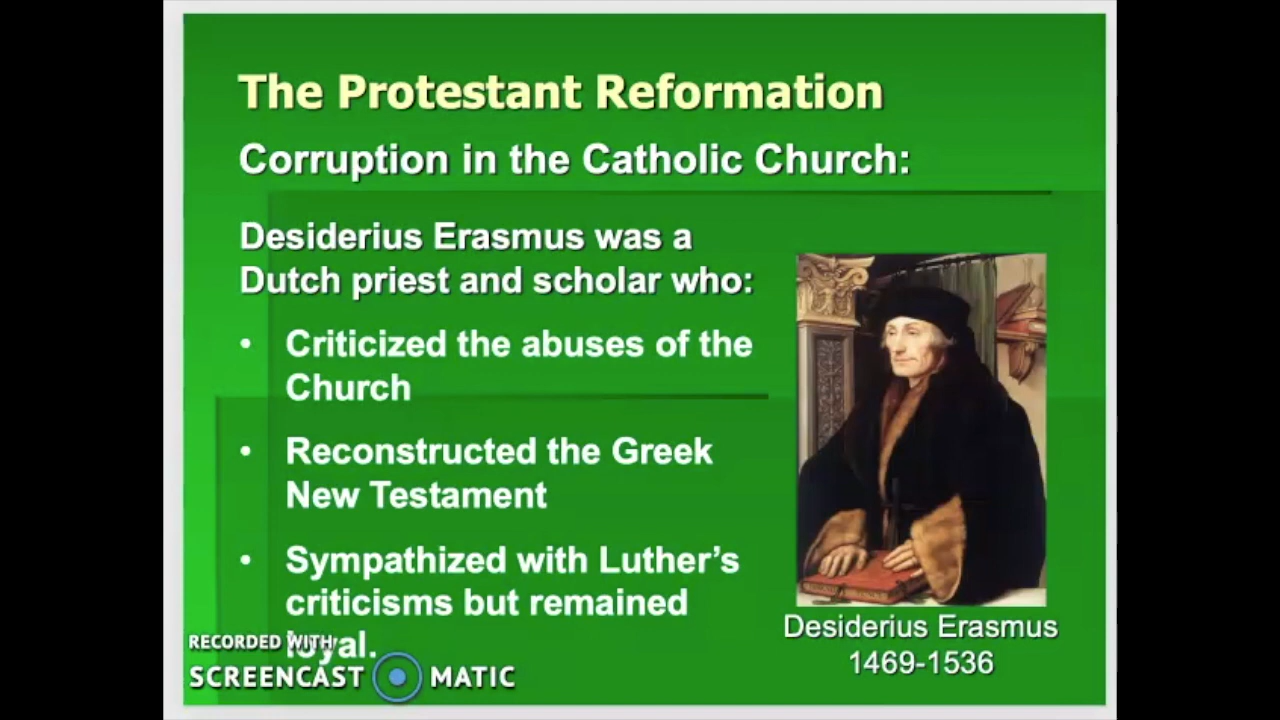 The Protestant Reformation
Corruption in the Catholic Church:
Desiderius Erasmus was a
Dutch priest and scholar who:
• Criticized the abuses of the
Church
• Reconstructed the Greek
New Testament
• Sympathized with Luther’s
criticisms but remained
loyal.
Desiderius Erasmus
1469-1536
RECORDED WITH
SCREENCAST MATIC